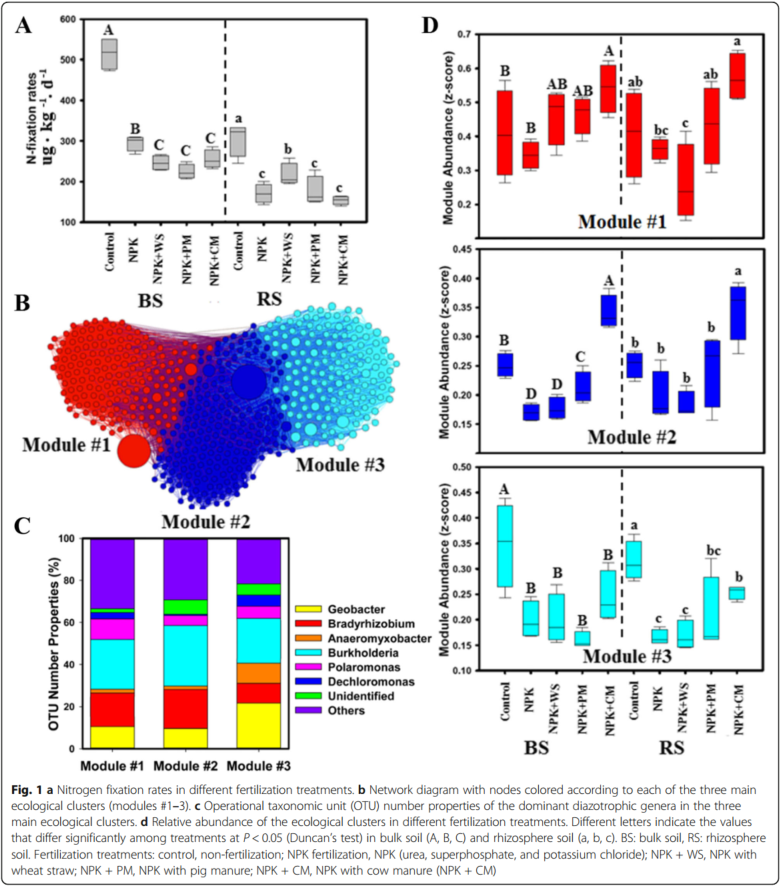 A
N-fixation rates
ug · kg⁻¹ · d⁻¹
600
500
400
300
200
100
A
B
C
C
C
a
c
b
c
c
Control
NPK
NPK+WS
NPK+PM
NPK+CM
Control
NPK
NPK+WS
NPK+PM
NPK+CM
BS
RS
B
Module #1
Module #2
Module #3
C
OTU Number Properties (%)
100
80
60
40
20
0
Module #1
Module #2
Module #3
Geobacter
Bradyrhizobium
Anaeromyxobacter
Burkholderia
Polaromonas
Dechloromonas
Unidentified
Others
D
Module Abundance (z-score)
0.7
0.6
0.5
0.4
0.3
0.2
B
B
AB
AB
A
ab
bc
c
ab
a
Module #1
Module Abundance (z-score)
0.45
0.40
0.35
0.30
0.25
0.20
0.15
B
D
D
C
A
b
b
b
b
a
Module #2
Module Abundance (z-score)
0.50
0.45
0.40
0.35
0.30
0.25
0.20
0.15
0.10
A
B
B
B
B
a
c
c
bc
b
Module #3
Control
NPK
NPK+WS
NPK+PM
NPK+CM
Control
NPK
NPK+WS
NPK+PM
NPK+CM
BS
RS
Fig. 1 a Nitrogen fixation rates in different fertilization treatments. b Network diagram with nodes colored according to each of the three main
ecological clusters (modules #1–3). c Operational taxonomic unit (OTU) number properties of the dominant diazotrophic genera in the three
main ecological clusters. d Relative abundance of the ecological clusters in different fertilization treatments. Different letters indicate the values
that differ significantly among treatments at P < 0.05 (Duncan's test) in bulk soil (A, B, C) and rhizosphere soil (a, b, c). BS: bulk soil, RS: rhizosphere
soil. Fertilization treatments: control, non-fertilization; NPK fertilization, NPK (urea, superphosphate, and potassium chloride); NPK + WS, NPK with
wheat straw; NPK + PM, NPK with pig manure; NPK + CM, NPK with cow manure (NPK + CM)